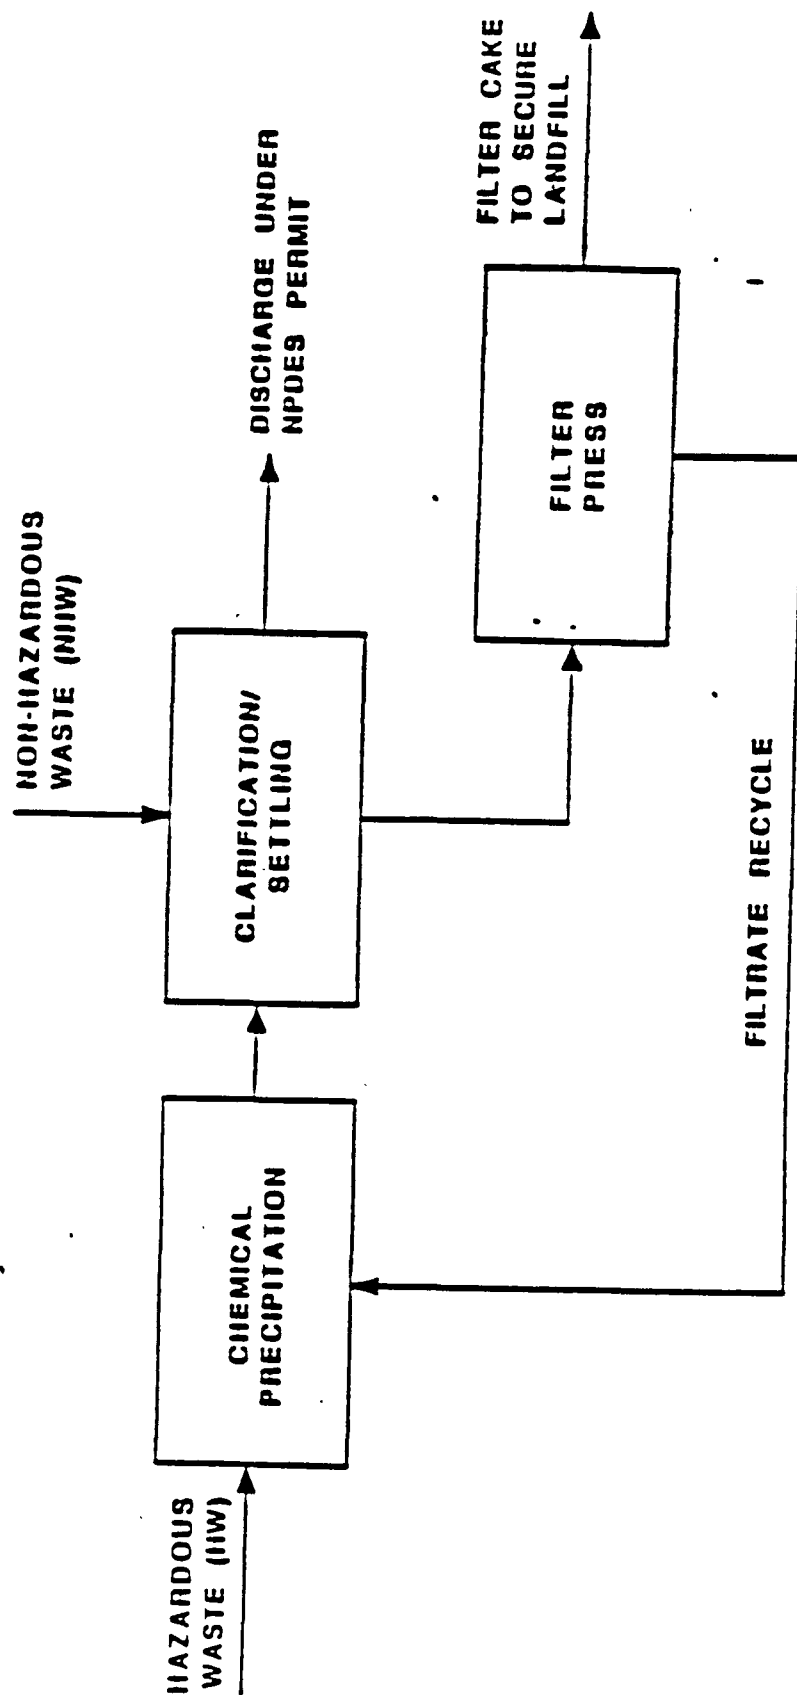 HAZARDOUS
WASTE (HW)
CHEMICAL
PRECIPITATION
NON-HAZARDOUS
WASTE (NHW)
CLARIFICATION/
SETTLING
DISCHARGE UNDER
NPDES PERMIT
FILTER
PRESS
FILTER CAKE
TO SECURE
LANDFILL
FILTRATE RECYCLE